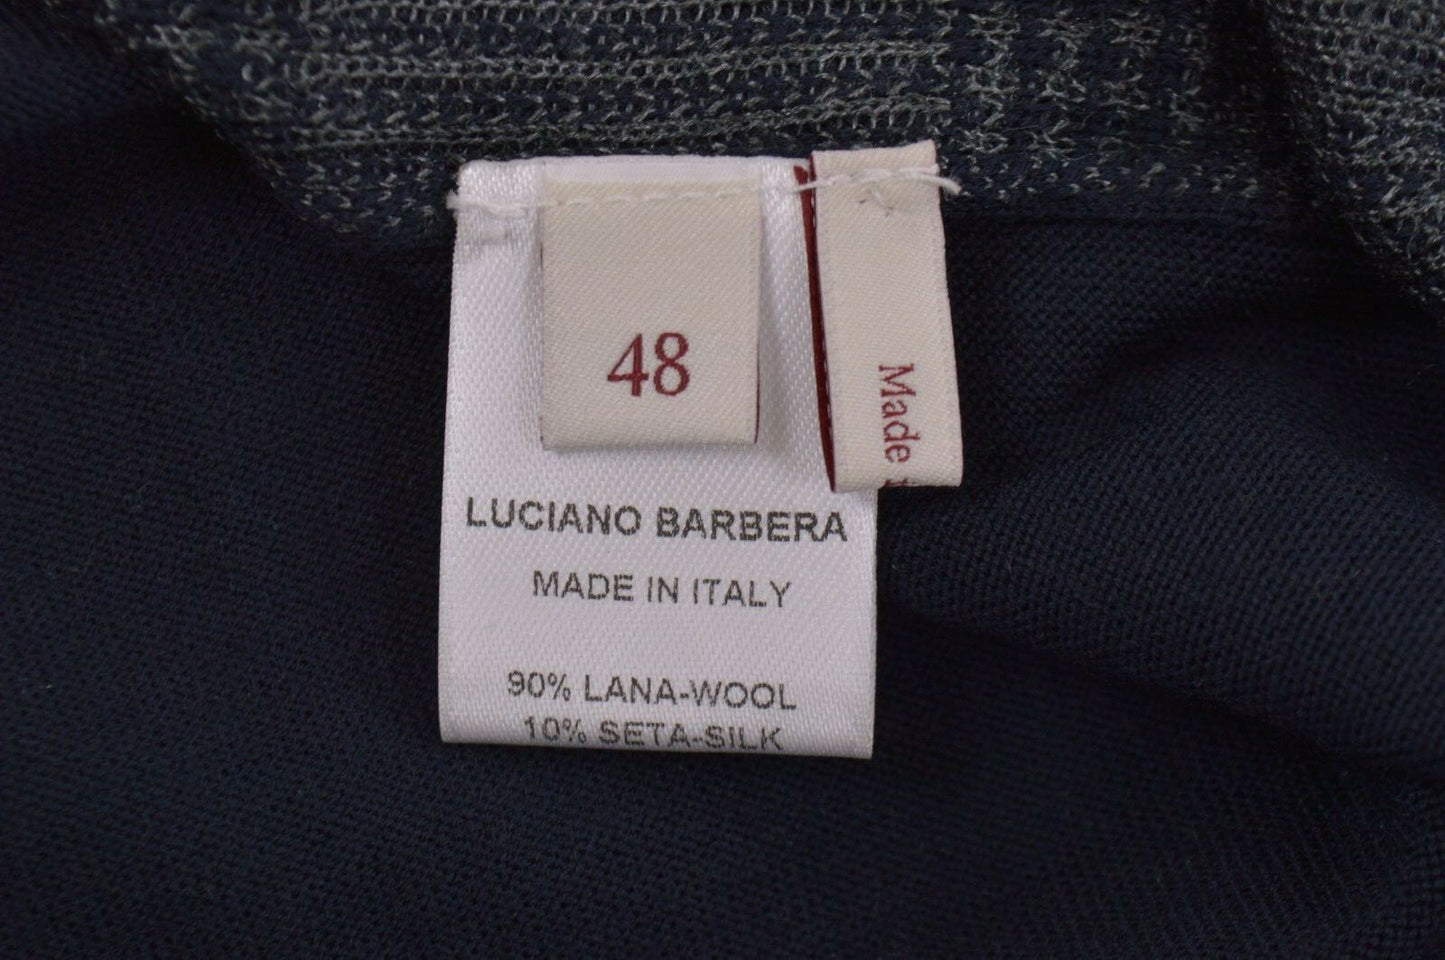 48
Made
LUCIANO BARBERA
MADE IN ITALY
90% LANA-WOOL
10% SETA-SILK